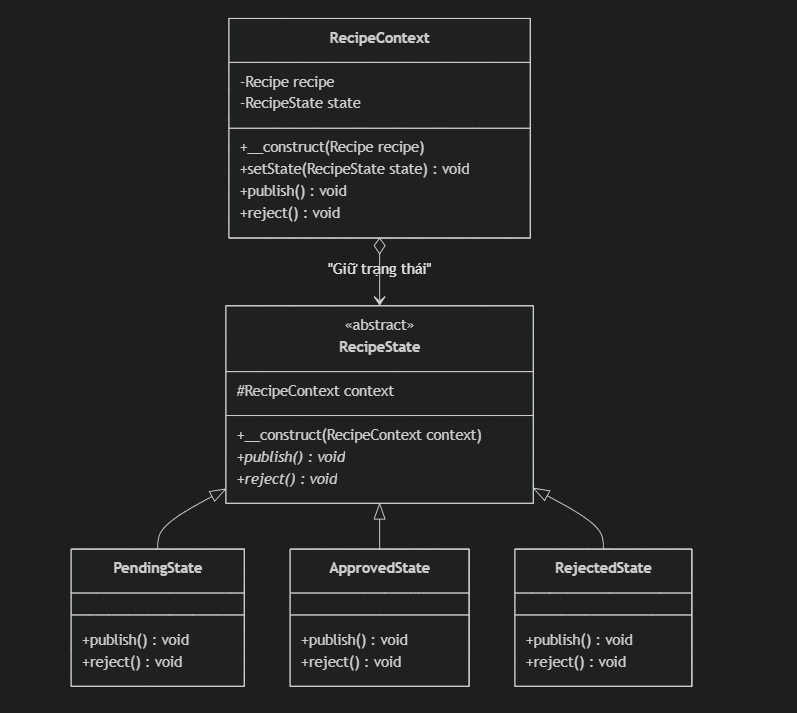 RecipeContext
-Recipe recipe
-RecipeState state
+__construct(Recipe recipe)
+setState(RecipeState state) : void
+publish() : void
+reject() : void
"Giữ trạng thái"
«abstract»
RecipeState
#RecipeContext context
+__construct(RecipeContext context)
+publish() : void
+reject() : void
PendingState
+publish() : void
+reject() : void
ApprovedState
+publish() : void
+reject() : void
RejectedState
+publish() : void
+reject() : void